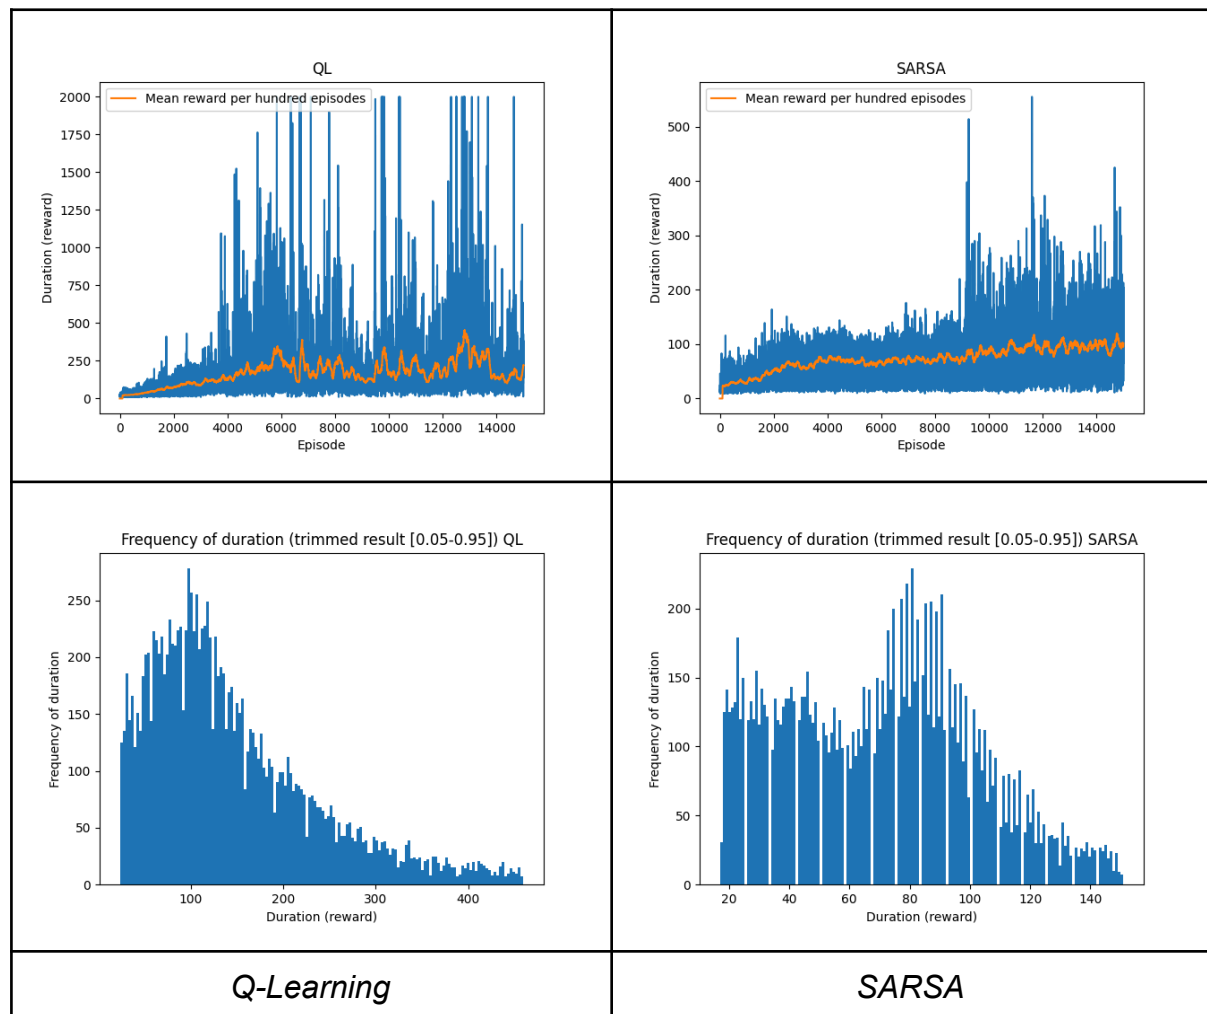 QL
Mean reward per hundred episodes
2000
1750
1500
1250
1000
750
500
250
0
Duration (reward)
0 2000 4000 6000 8000 10000 12000 14000
Episode
SARSA
Mean reward per hundred episodes
500
400
300
200
100
0
Duration (reward)
0 2000 4000 6000 8000 10000 12000 14000
Episode
Frequency of duration (trimmed result [0.05-0.95]) QL
250
200
150
100
50
0
Frequency of duration
100 200 300 400
Duration (reward)
Frequency of duration (trimmed result [0.05-0.95]) SARSA
200
150
100
50
0
Frequency of duration
20 40 60 80 100 120 140
Duration (reward)
Q-Learning
SARSA